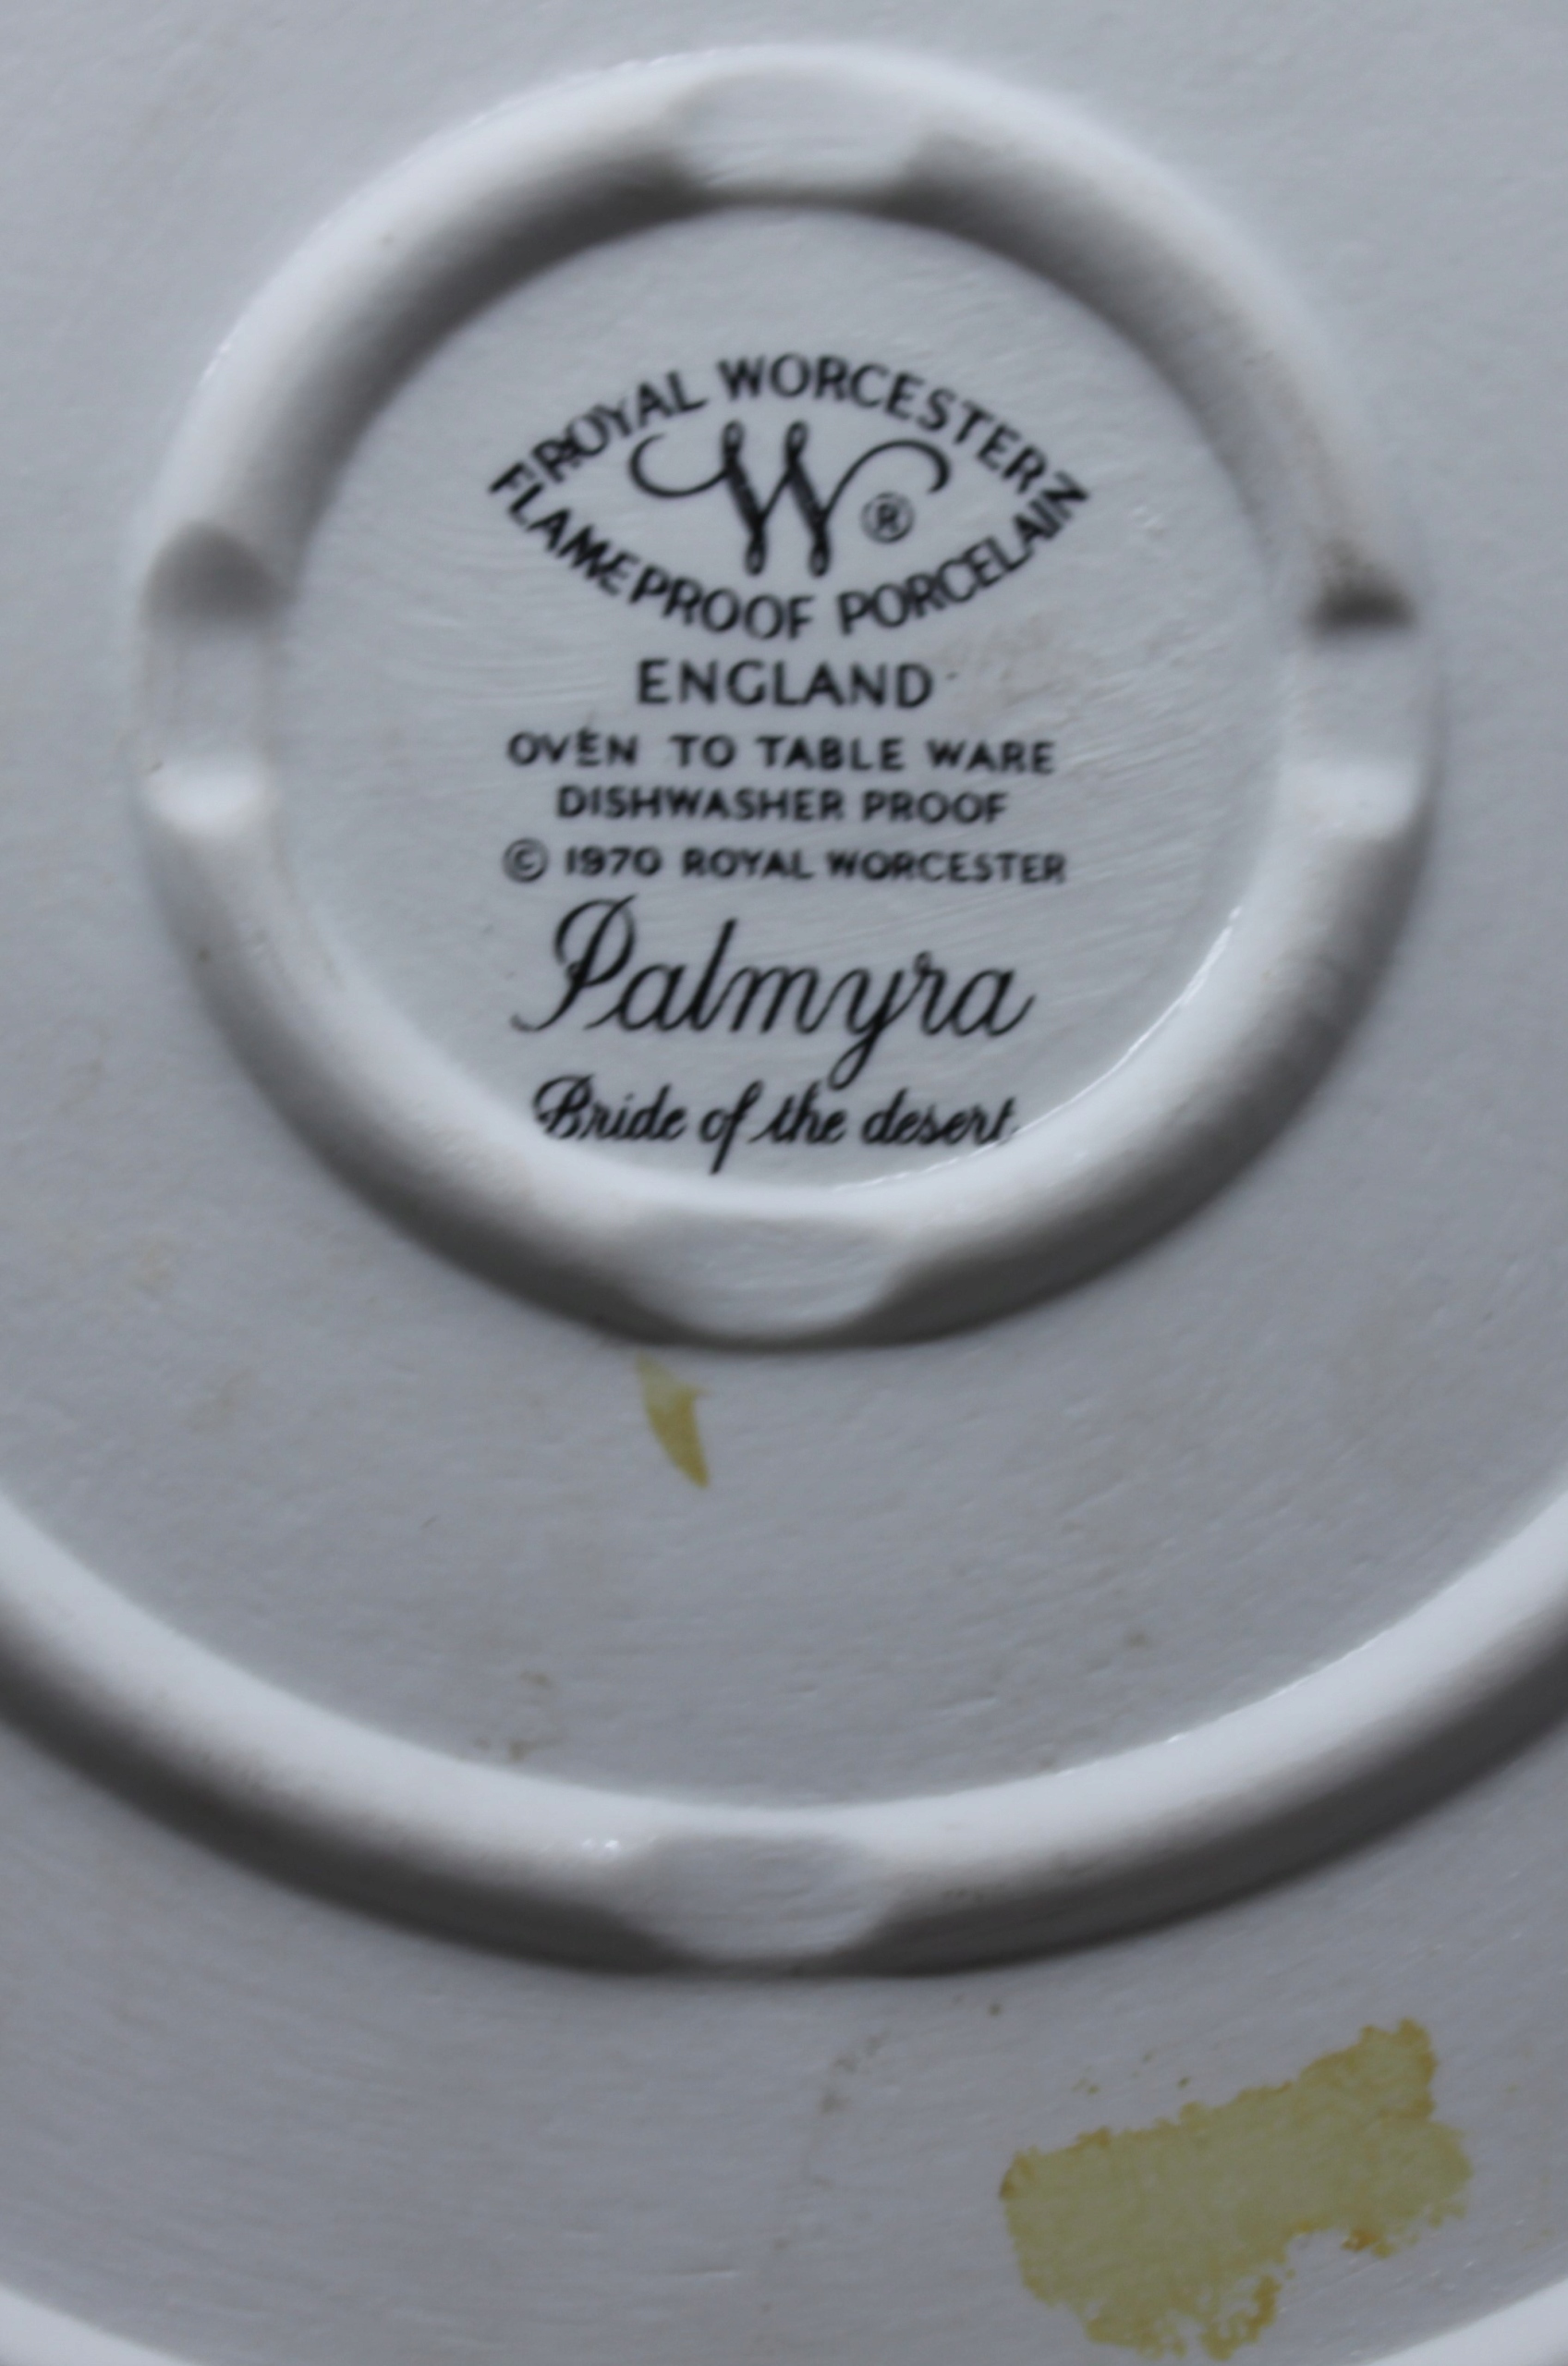 ROYAL WORCESTER
W ®
FLAMEPROOF PORCELAIN
ENGLAND
OVEN TO TABLE WARE
DISHWASHER PROOF
© 1970 ROYAL WORCESTER
Palmyra
Bride of the desert